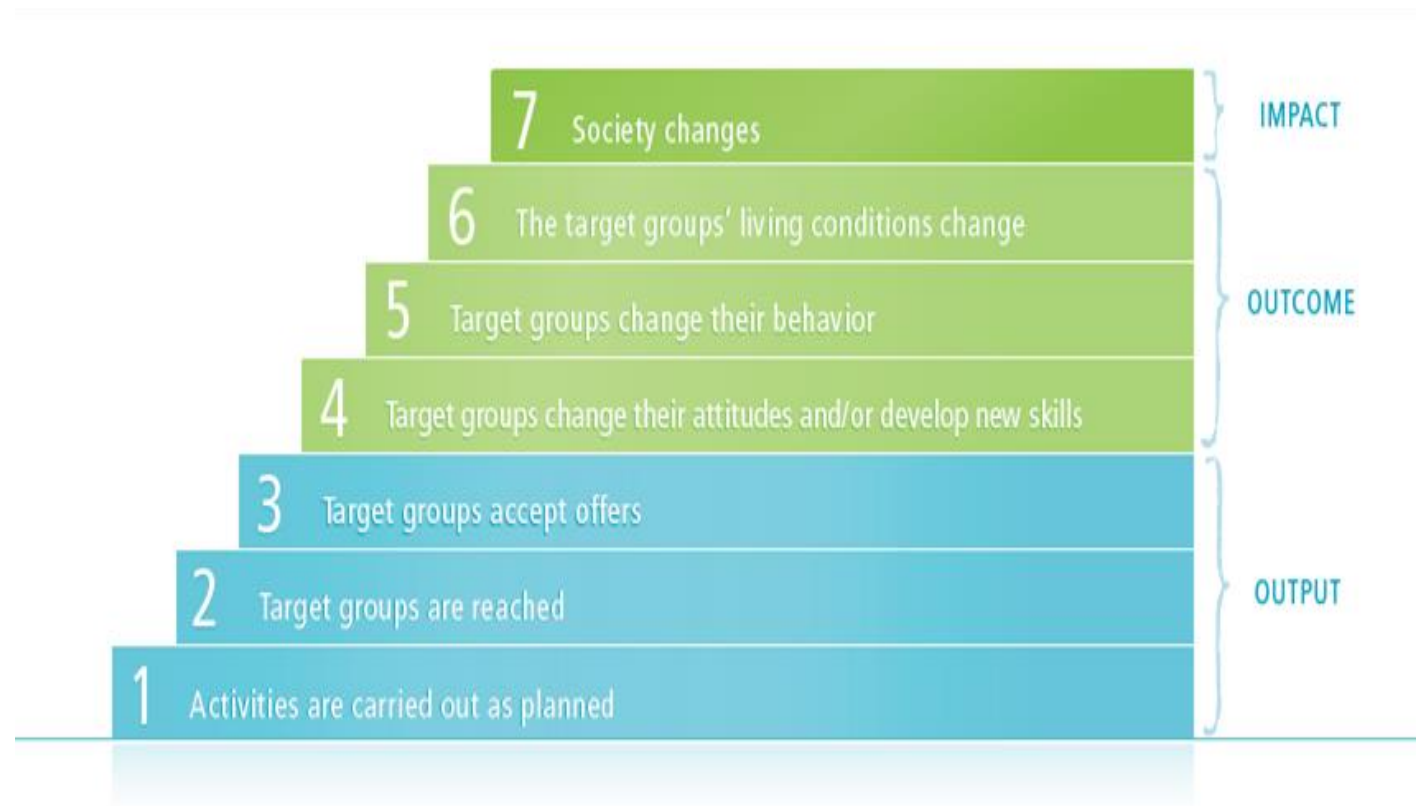 7 Society changes
IMPACT
6 The target groups' living conditions change
5 Target groups change their behavior
OUTCOME
4 Target groups change their attitudes and/or develop new skills
3 Target groups accept offers
2 Target groups are reached
OUTPUT
1 Activities are carried out as planned